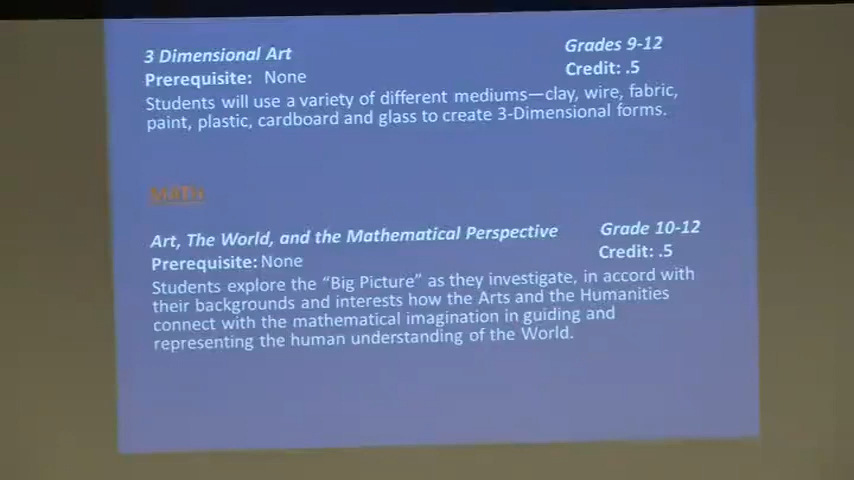 3 Dimensional Art Grades 9-12
Prerequisite: None Credit: .5
Students will use a variety of different mediums—clay, wire, fabric,
paint, plastic, cardboard and glass to create 3-Dimensional forms.
Math
Art, The World, and the Mathematical Perspective Grade 10-12
Prerequisite: None Credit: .5
Students explore the “Big Picture” as they investigate, in accord with
their backgrounds and interests how the Arts and the Humanities
connect with the mathematical imagination in guiding and
representing the human understanding of the World.